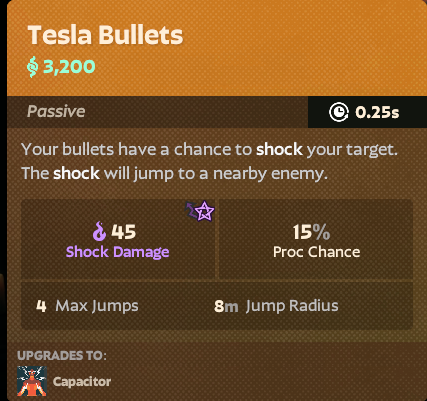 Tesla Bullets
3,200
Passive
0.25s
Your bullets have a chance to shock your target.
The shock will jump to a nearby enemy.
45
Shock Damage
15%
Proc Chance
4 Max Jumps
8m Jump Radius
UPGRADES TO:
Capacitor